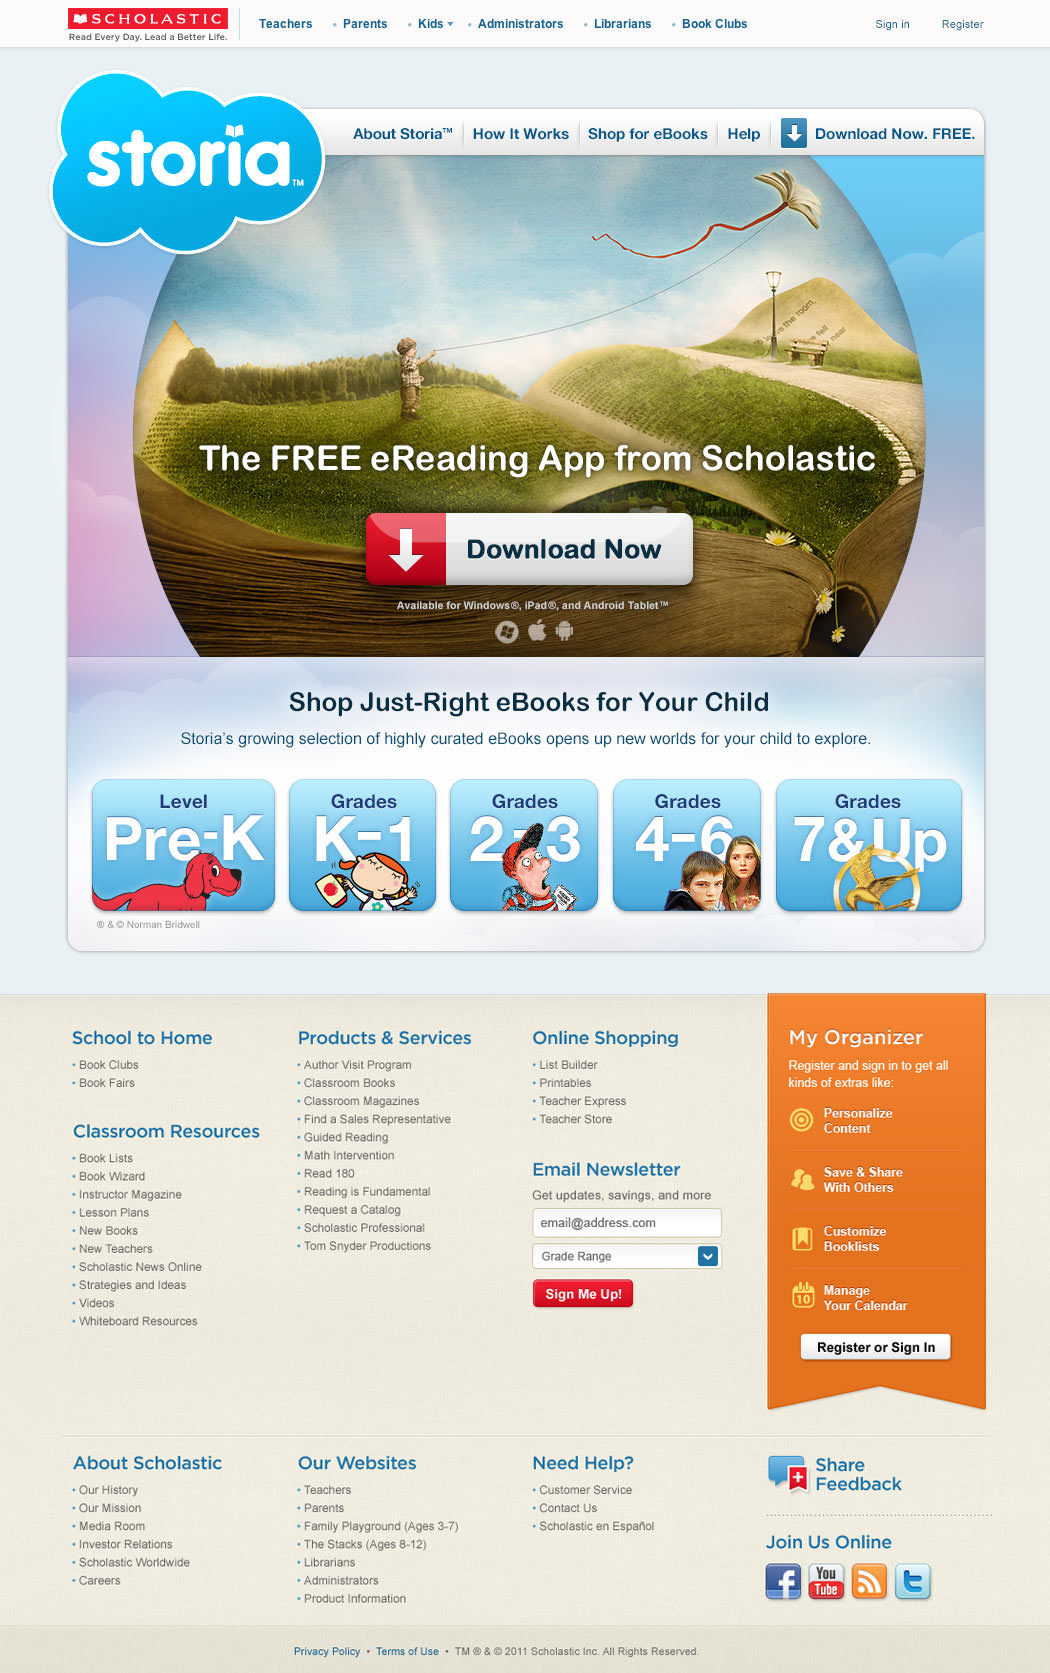 SCHOLASTIC
Read Every Day. Lead a Better Life.
Teachers • Parents • Kids • Administrators • Librarians • Book Clubs
Sign in Register
storia™
About Storia™ How It Works Shop for eBooks Help Download Now. FREE.
the room,
fell
near
The FREE eReading App from Scholastic
Download Now
Available for Windows®, iPad®, and Android Tablet™
Shop Just-Right eBooks for Your Child
Storia's growing selection of highly curated eBooks opens up new worlds for your child to explore.
Level
Pre-K
Grades
K-1
Grades
2-3
Grades
4-6
Grades
7&Up
® & © Norman Bridwell
School to Home
• Book Clubs
• Book Fairs
Classroom Resources
• Book Lists
• Book Wizard
• Instructor Magazine
• Lesson Plans
• New Books
• New Teachers
• Scholastic News Online
• Strategies and Ideas
• Videos
• Whiteboard Resources
Products & Services
• Author Visit Program
• Classroom Books
• Classroom Magazines
• Find a Sales Representative
• Guided Reading
• Math Intervention
• Read 180
• Reading is Fundamental
• Request a Catalog
• Scholastic Professional
• Tom Snyder Productions
Online Shopping
• List Builder
• Printables
• Teacher Express
• Teacher Store
Email Newsletter
Get updates, savings, and more
email@address.com
Grade Range
Sign Me Up!
My Organizer
Register and sign in to get all
kinds of extras like:
Personalize
Content
Save & Share
With Others
Customize
Booklists
10
Manage
Your Calendar
Register or Sign In
About Scholastic
• Our History
• Our Mission
• Media Room
• Investor Relations
• Scholastic Worldwide
• Careers
Our Websites
• Teachers
• Parents
• Family Playground (Ages 3-7)
• The Stacks (Ages 8-12)
• Librarians
• Administrators
• Product Information
Need Help?
• Customer Service
• Contact Us
• Scholastic en Español
Share
Feedback
Join Us Online
f
You
Tube
t
Privacy Policy • Terms of Use • TM ® & © 2011 Scholastic Inc. All Rights Reserved.